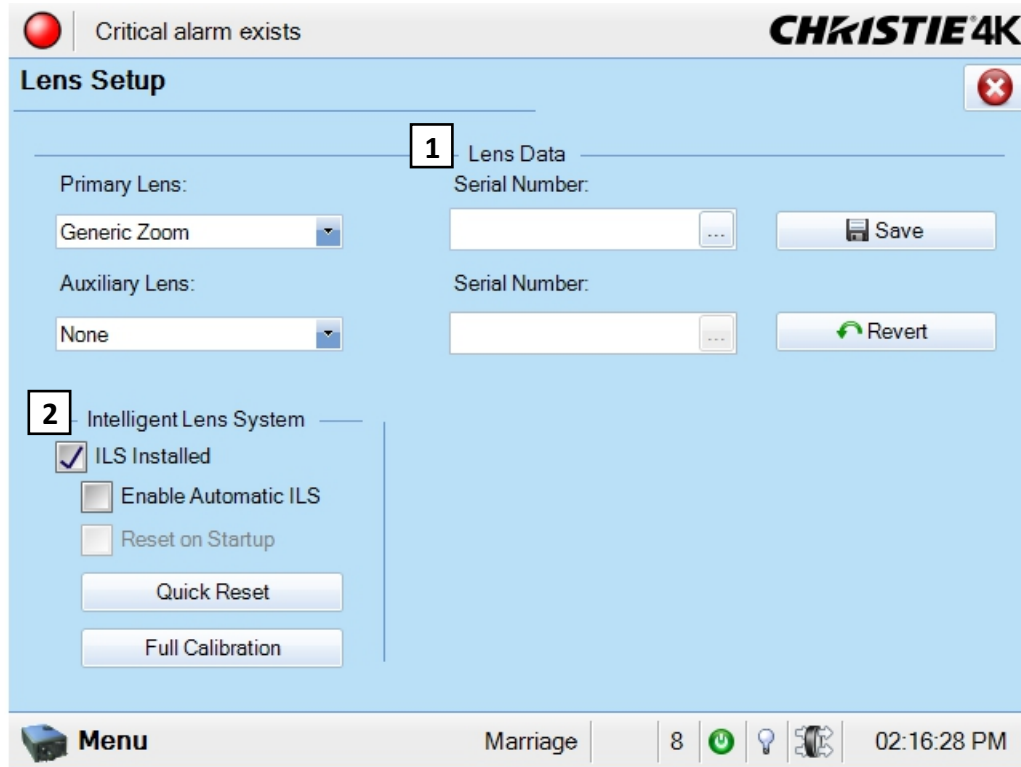 Critical alarm exists
CHRISTIE 4K
Lens Setup
1
Lens Data
Primary Lens:
Serial Number:
Generic Zoom
...
Save
Auxiliary Lens:
Serial Number:
None
...
Revert
2
Intelligent Lens System
ILS Installed
Enable Automatic ILS
Reset on Startup
Quick Reset
Full Calibration
Menu
Marriage
8
02:16:28 PM